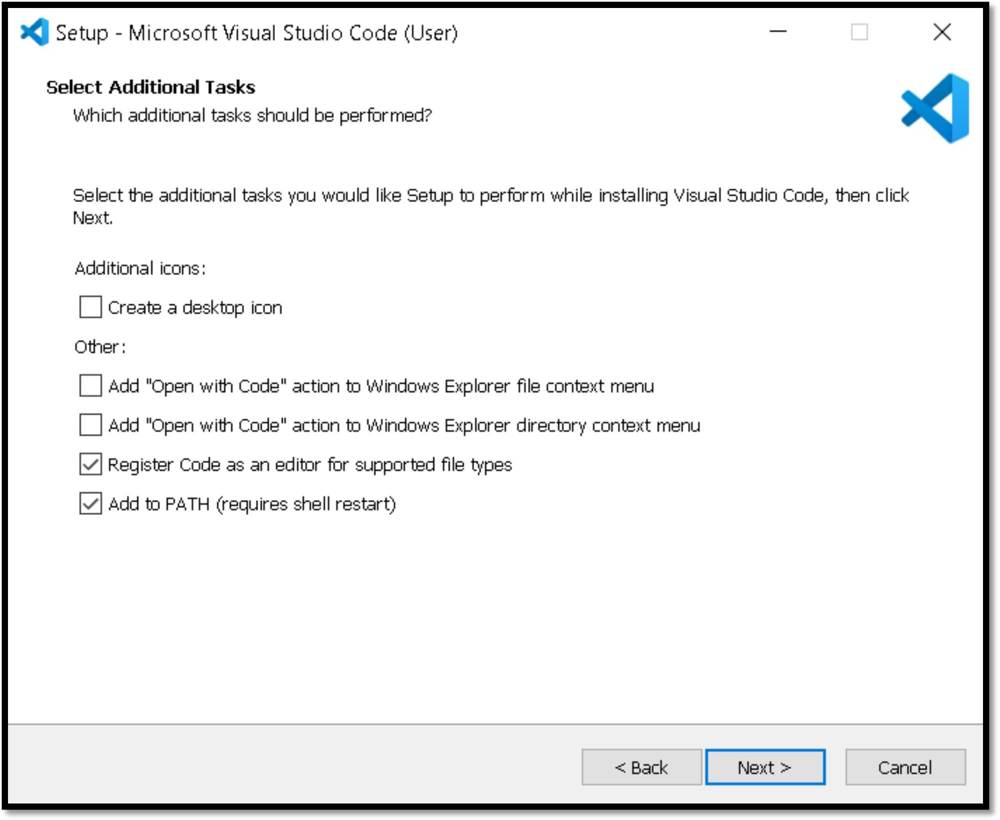 Setup - Microsoft Visual Studio Code (User)
Select Additional Tasks
Which additional tasks should be performed?
Select the additional tasks you would like Setup to perform while installing Visual Studio Code, then click
Next.
Additional icons:
Create a desktop icon
Other:
Add "Open with Code" action to Windows Explorer file context menu
Add "Open with Code" action to Windows Explorer directory context menu
Register Code as an editor for supported file types
Add to PATH (requires shell restart)
< Back Next > Cancel